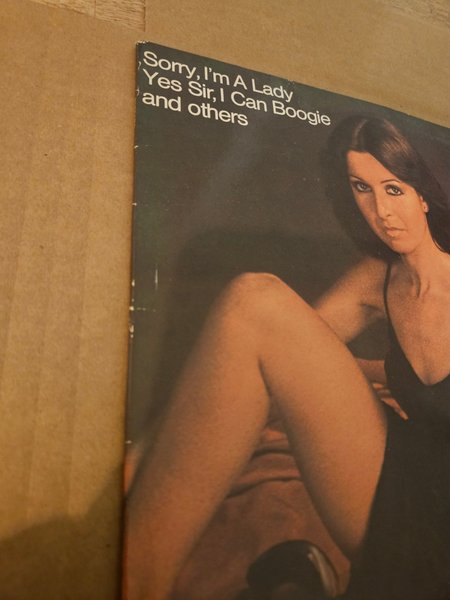 Sorry, I'm A Lady
Yes Sir, I Can Boogie
and others